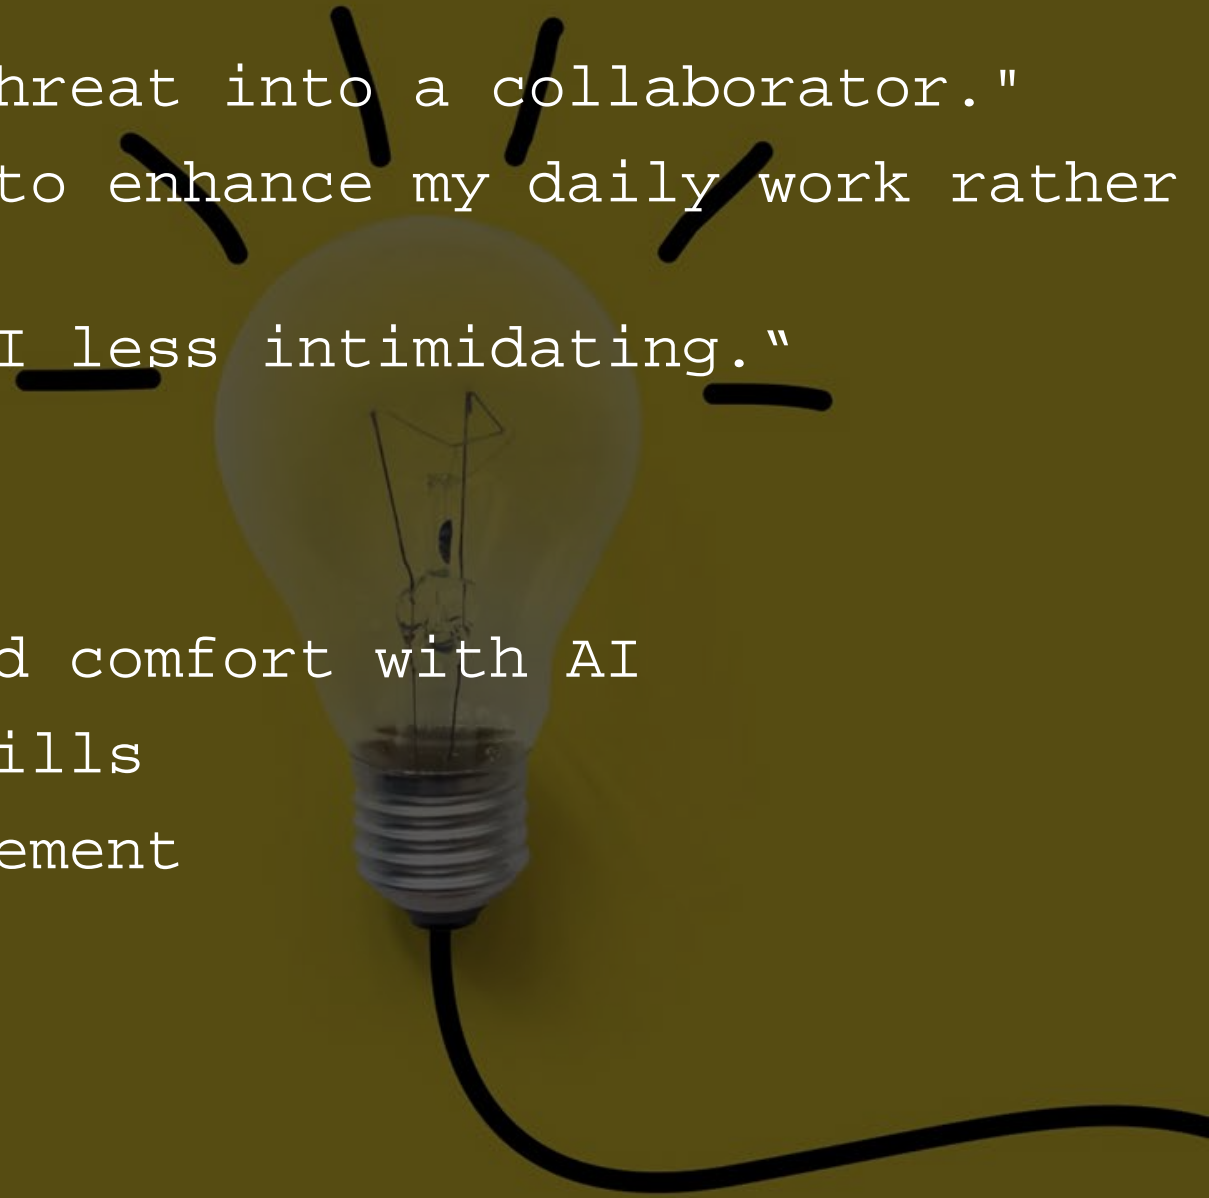 hreat into a collaborator."
to enhance my daily work rather
I less intimidating.“
d comfort with AI
ills
ement